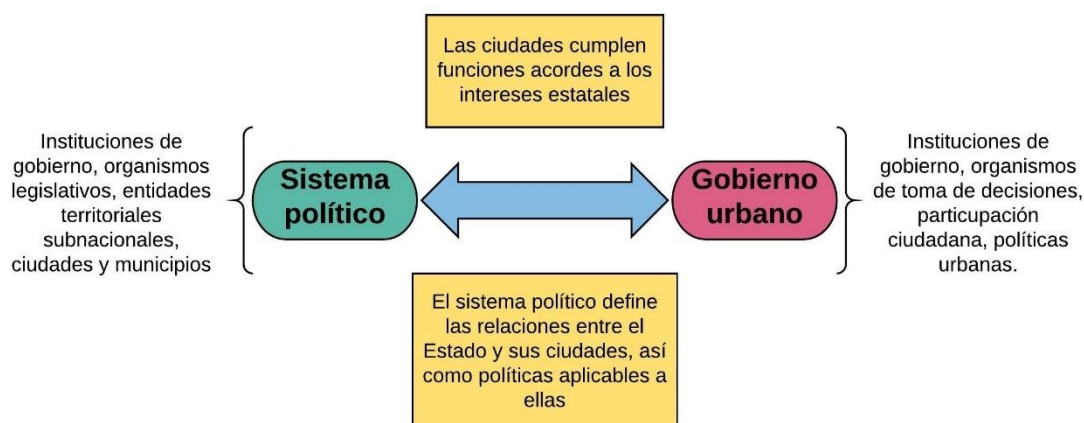 Las ciudades cumplen
funciones acordes a los
intereses estatales
Instituciones de
gobierno, organismos
legislativos, entidades
territoriales
subnacionales,
ciudades y municipios
Sistema
político
Gobierno
urbano
Instituciones de
gobierno, organismos
de toma de decisiones,
particupación
ciudadana, políticas
urbanas.
El sistema político define
las relaciones entre el
Estado y sus ciudades, así
como políticas aplicables a
ellas